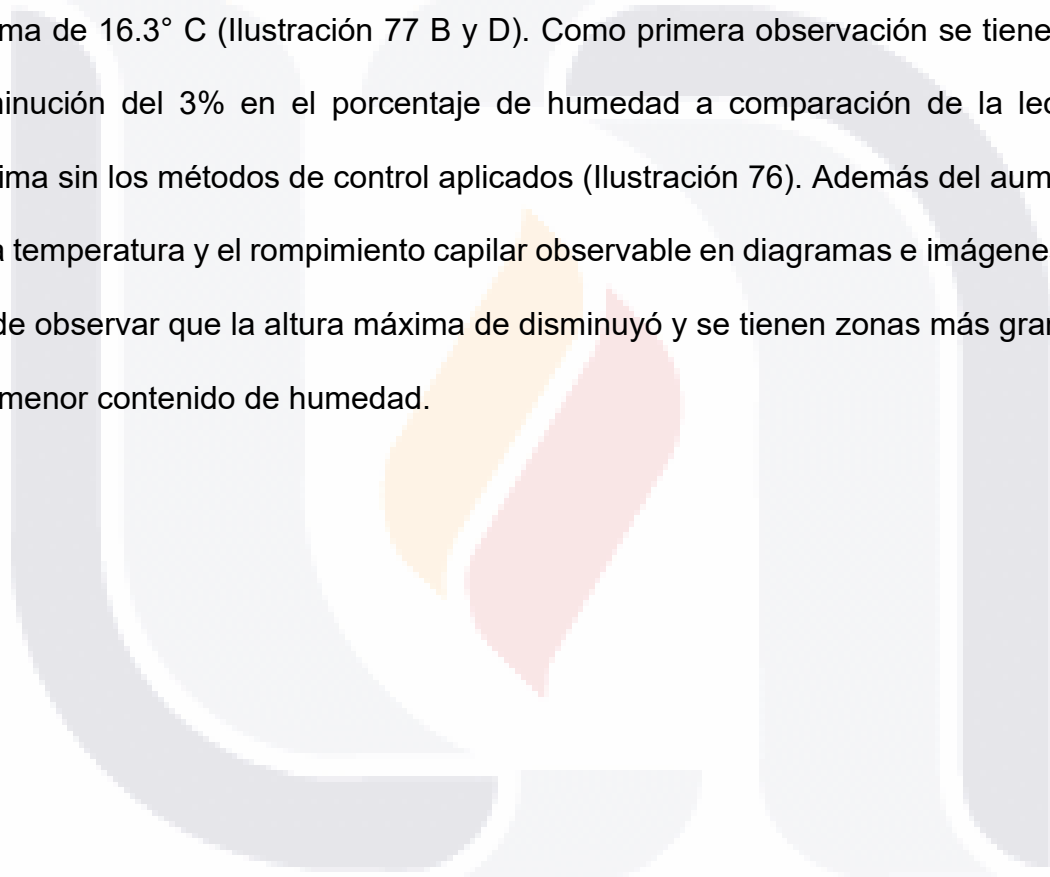 ma de 16.3° C (Ilustración 77 B y D). Como primera observación se tiene
inución del 3% en el porcentaje de humedad a comparación de la lec
ima sin los métodos de control aplicados (Ilustración 76). Además del aum
a temperatura y el rompimiento capilar observable en diagramas e imágene
de observar que la altura máxima de disminuyó y se tienen zonas más gran
menor contenido de humedad.